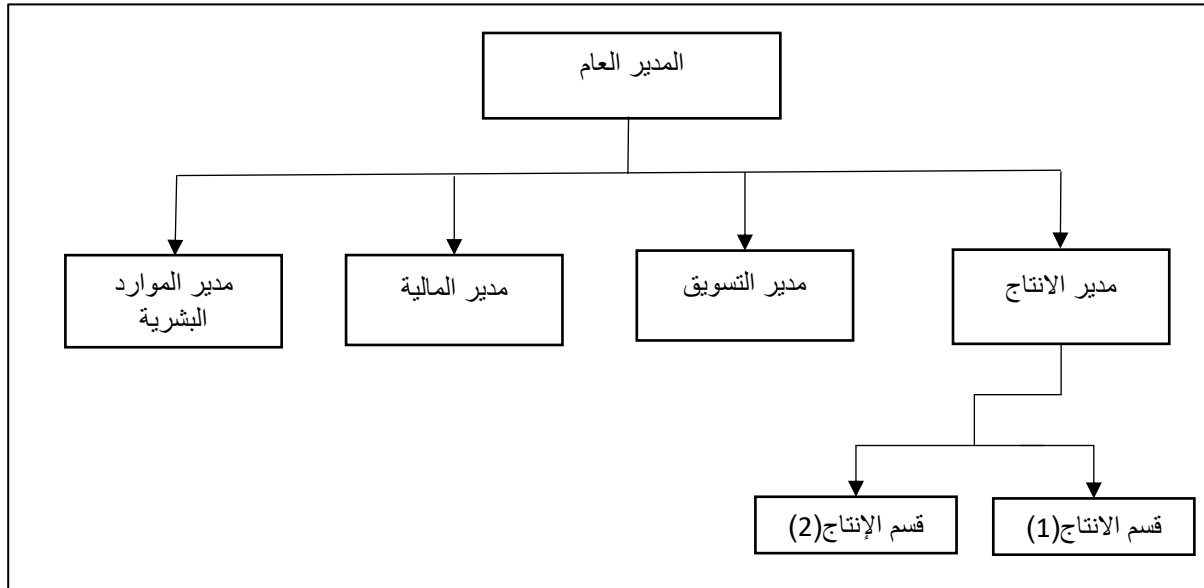 المدير العام
مدير الانتاج
مدير التسويق
مدير المالية
مدير الموارد
البشرية
قسم الانتاج(1)
قسم الإنتاج(2)